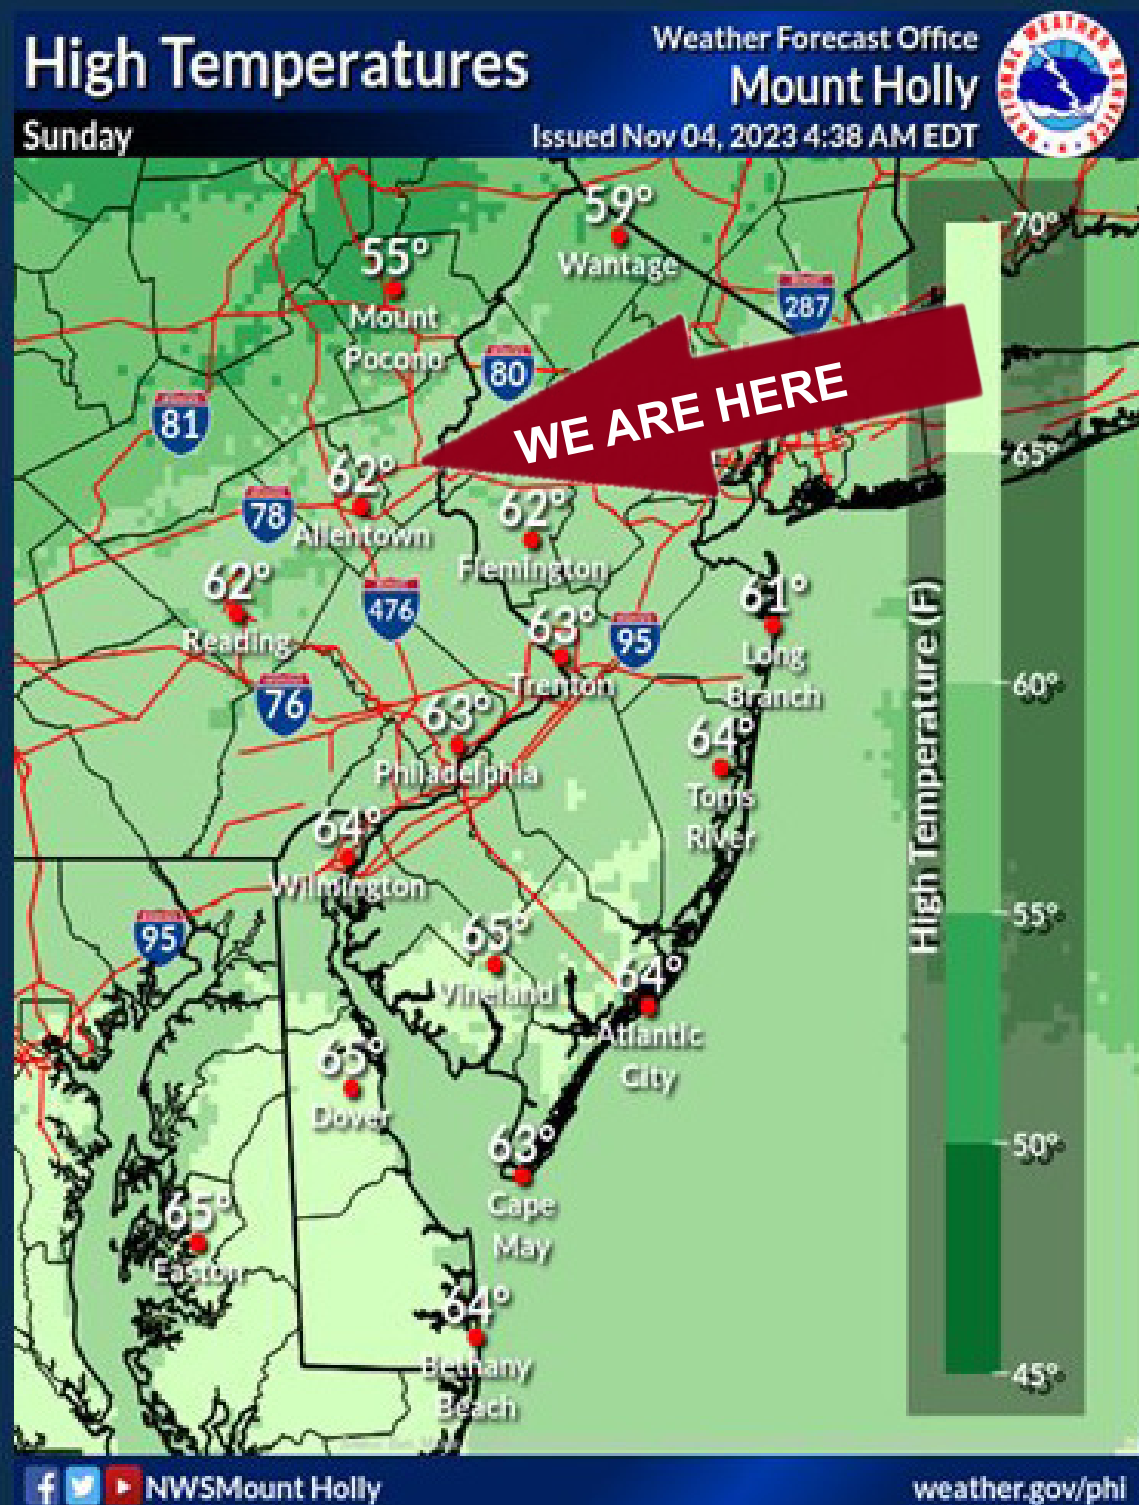 High Temperatures
Weather Forecast Office
Mount Holly
Sunday
Issued Nov 04, 2023 4:38 AM EDT
NATIONAL WEATHER SERVICE
59°
Wantage
55°
Mount
Pocono
70°
287
80
81
WE ARE HERE
65°
62°
Allentown
78
62°
Flemington
62°
Reading
476
63°
Trenton
95
61°
Long
Branch
High Temperature (F)
60°
76
63°
Philadelphia
64°
Toms
River
64°
Wilmington
55°
95
65°
Vineland
64°
Atlantic
City
65°
Dover
63°
Cape
May
50°
65°
Easton
64°
Bethany
Beach
45°
NWSMount Holly
weather.gov/phi